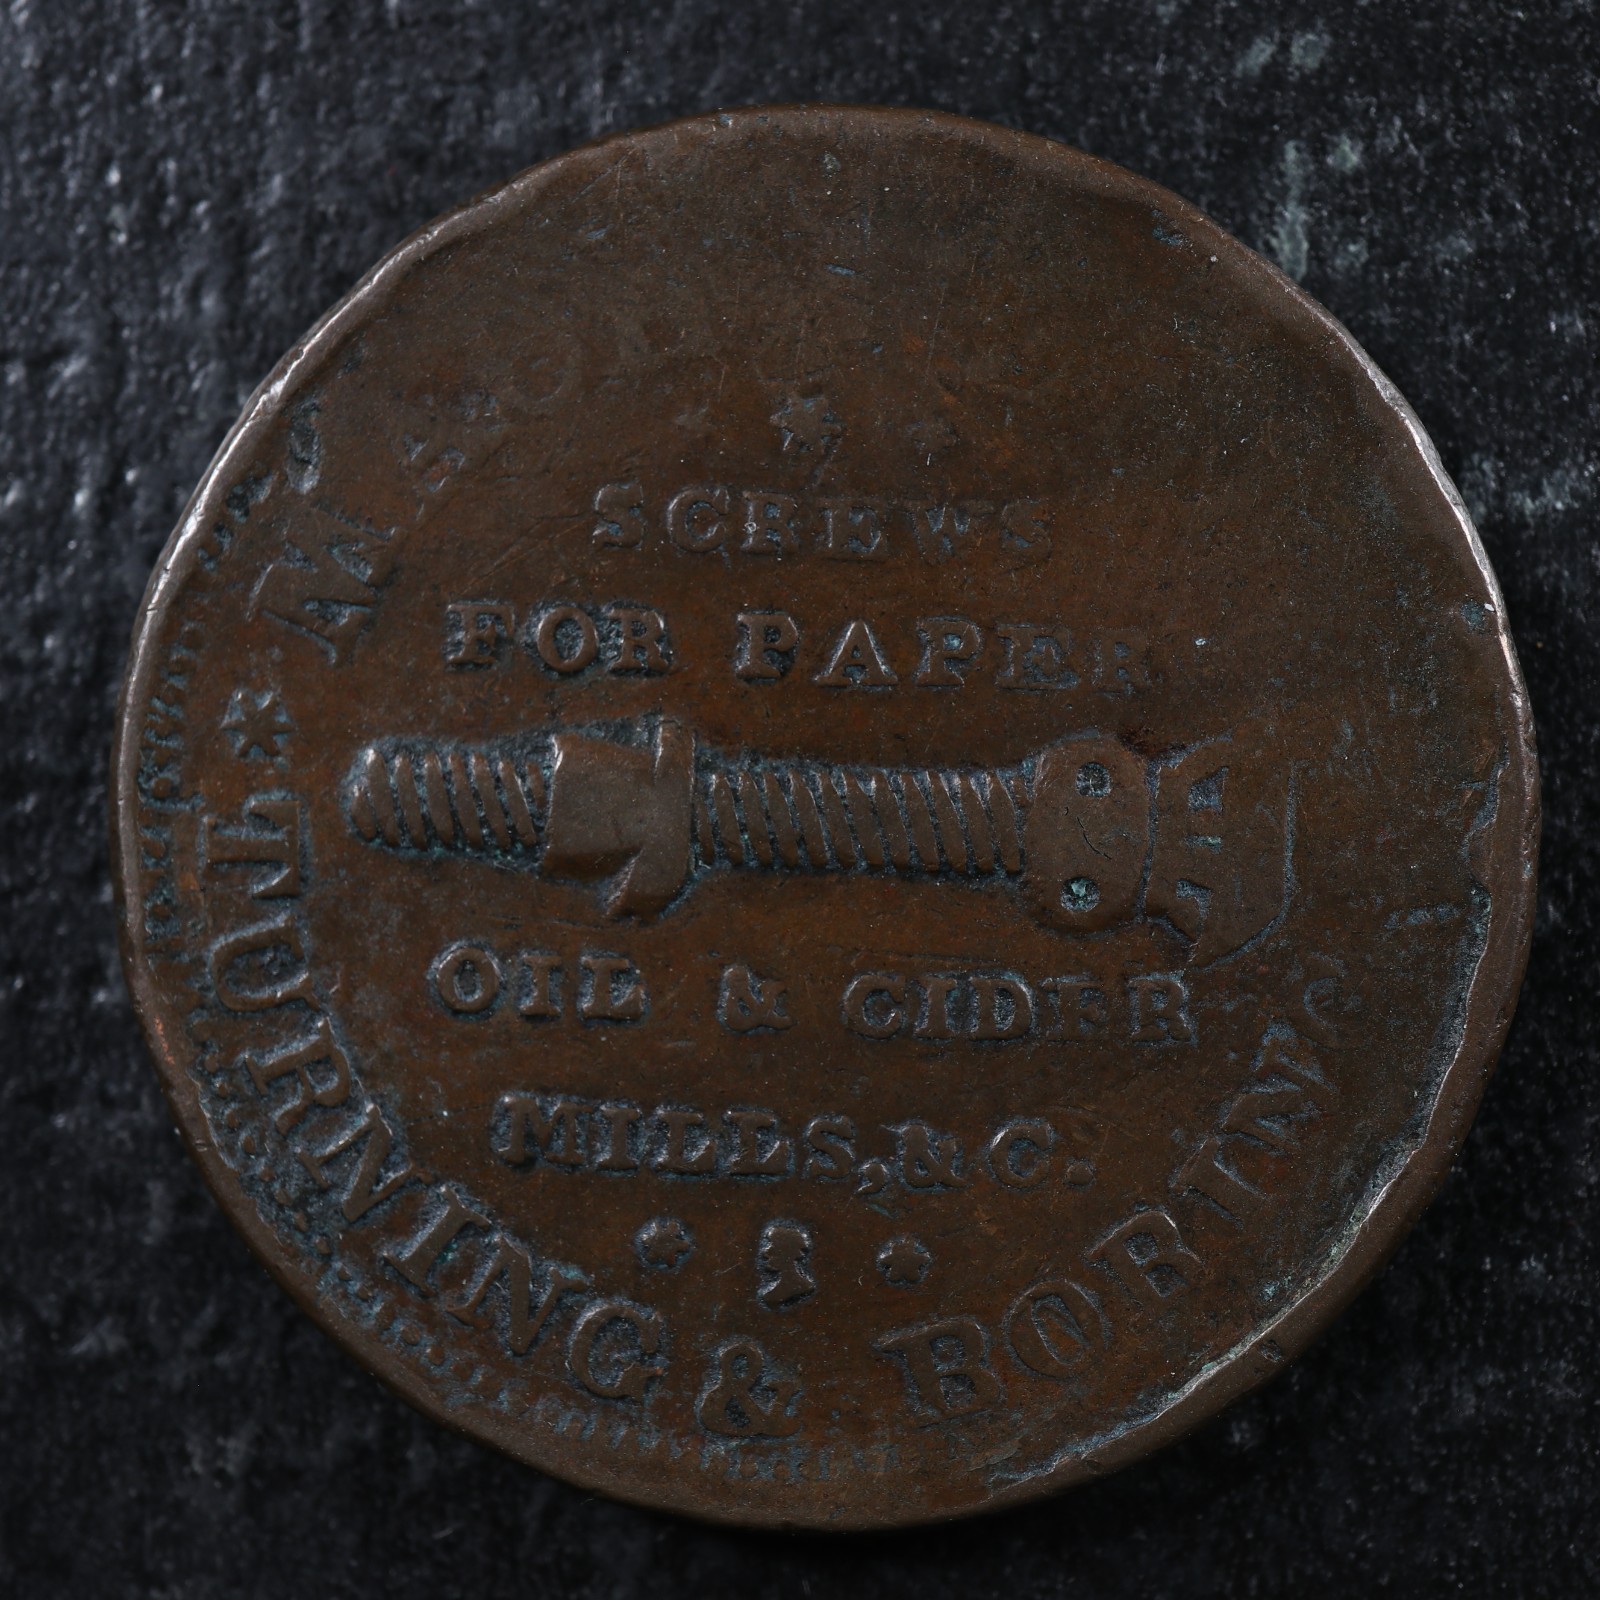 SCREWS
FOR PAPER
OIL & CIDER
MILLS, & C.
TURNING & BORING